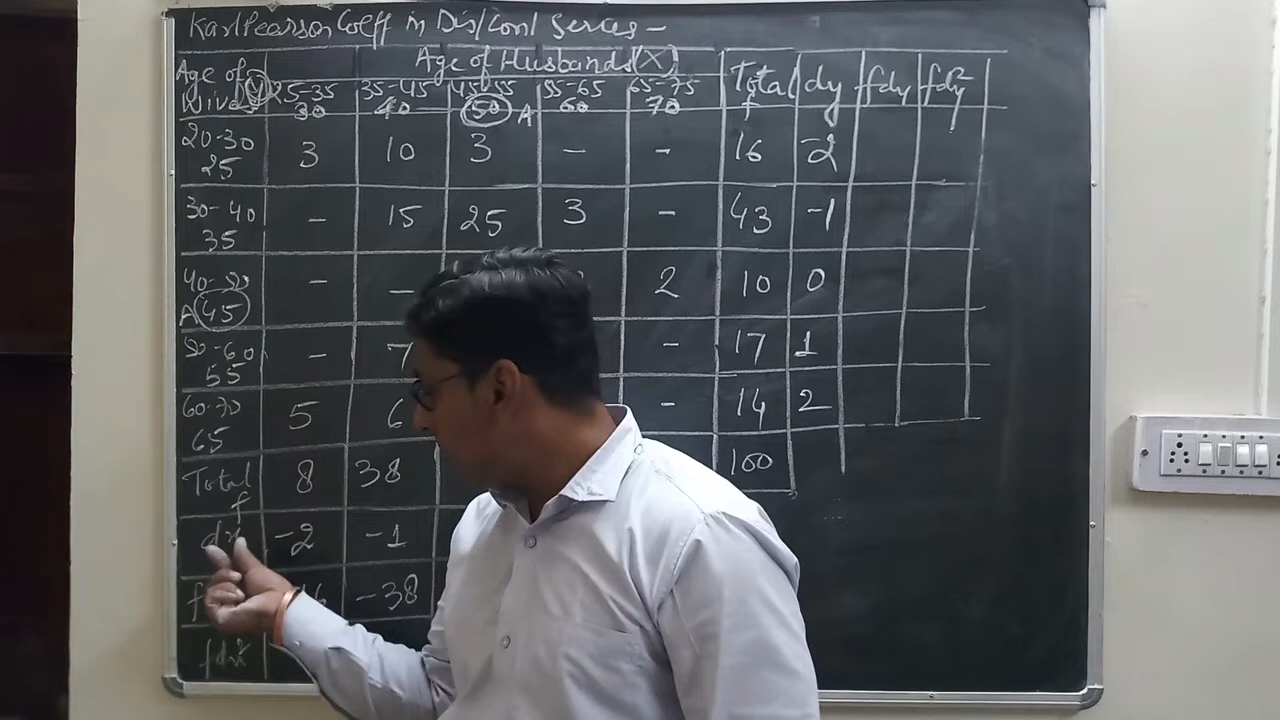 Karl Pearson Coeff in Dis/Cont Series -
Age of Husbands (X)
Age of Wives (Y) 25-35 35-45 45-55 55-65 65-75 Total dy fdy fdy²
30 40 50 A 60 70 f
20-30 3 10 3 - - 16 -2
25
30-40 - 15 25 3 - 43 -1
35
40-50 - - 2 10 0
A 45
50-60 - 7 - 17 1
55
60-70 5 6 - 14 2
65
Total f 8 38 100
dx -2 -1
-38
fdx²